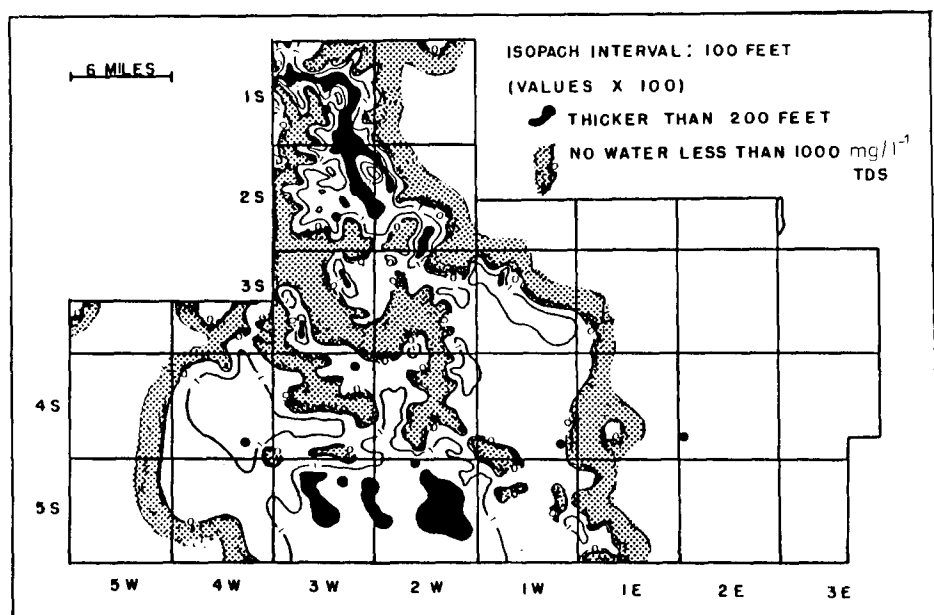 6 MILES
ISOPACH INTERVAL: 100 FEET
(VALUES X 100)
THICKER THAN 200 FEET
NO WATER LESS THAN 1000 mg/l⁻¹
TDS
1S
2S
3S
4S
5S
5W 4W 3W 2W 1W 1E 2E 3E